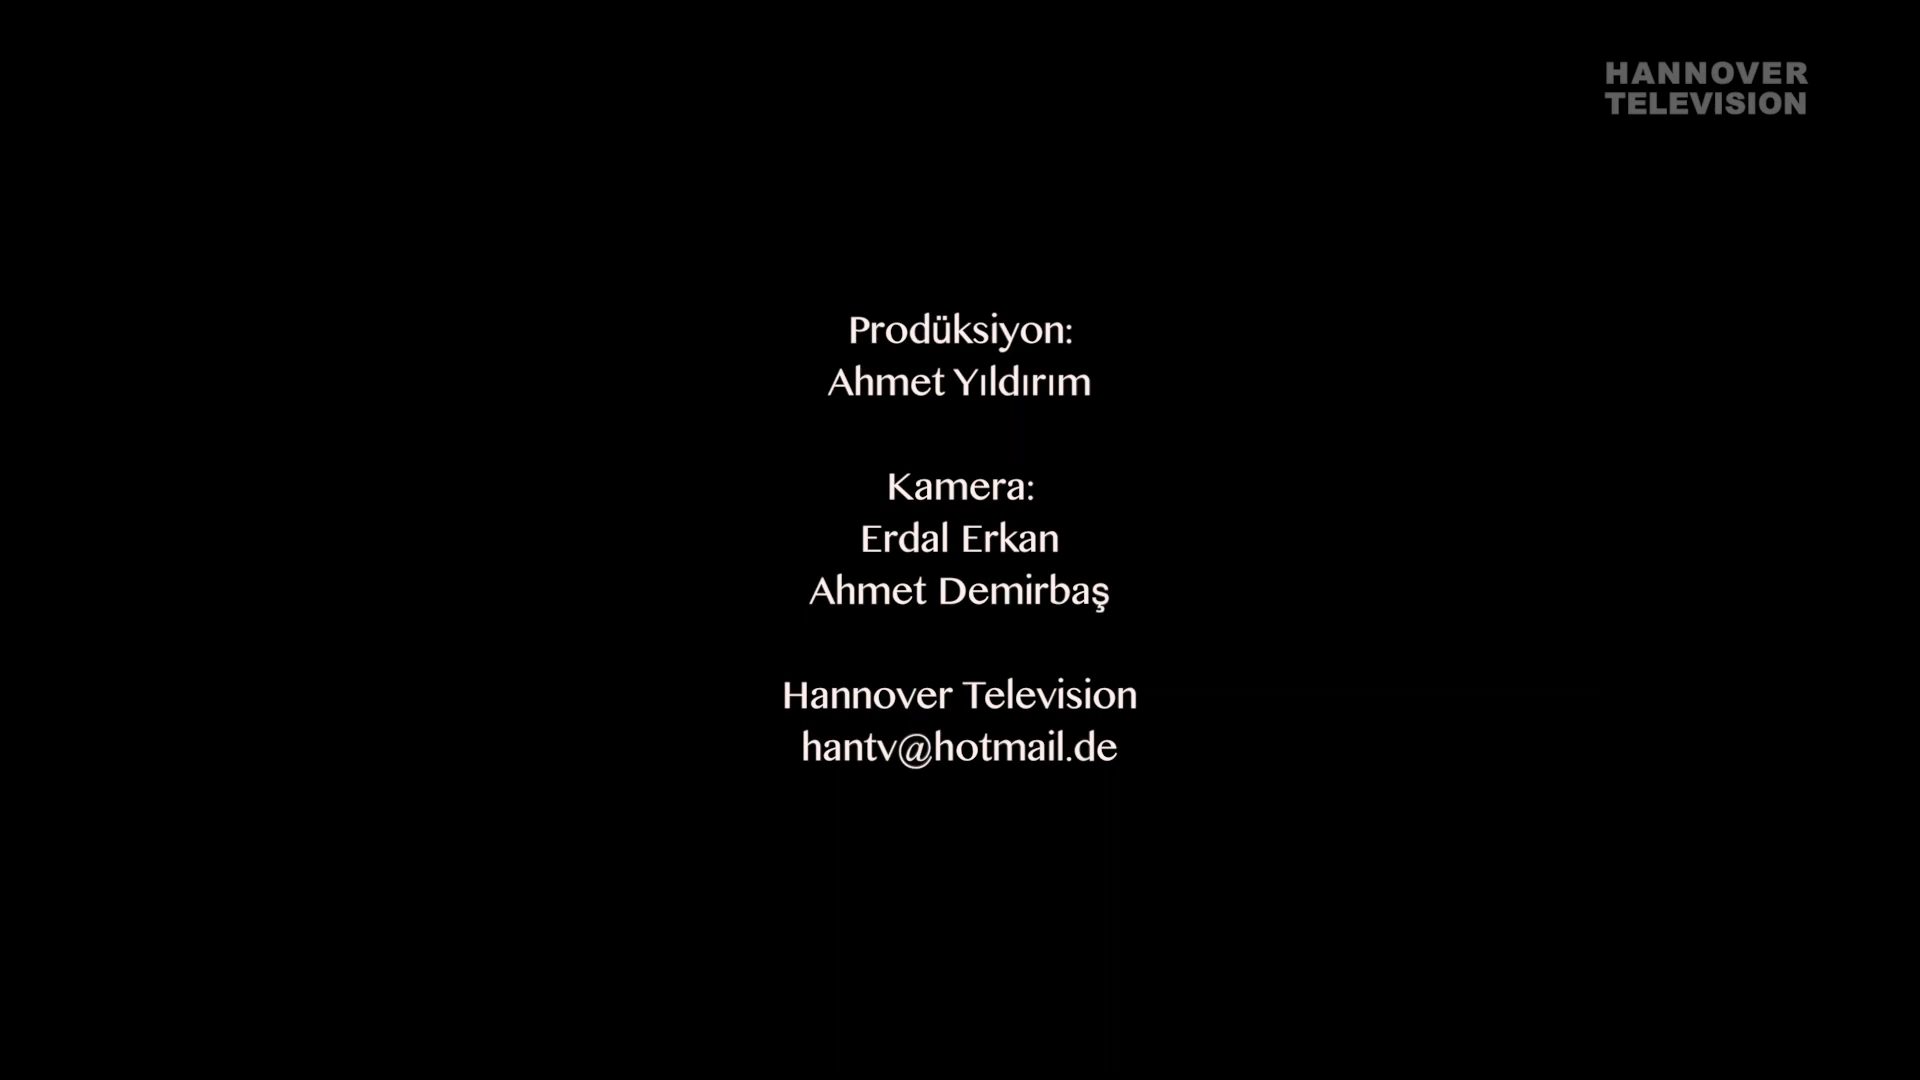 HANNOVER
TELEVISION
Prodüksiyon:
Ahmet Yıldırım
Kamera:
Erdal Erkan
Ahmet Demirbaş
Hannover Television
hantv@hotmail.de